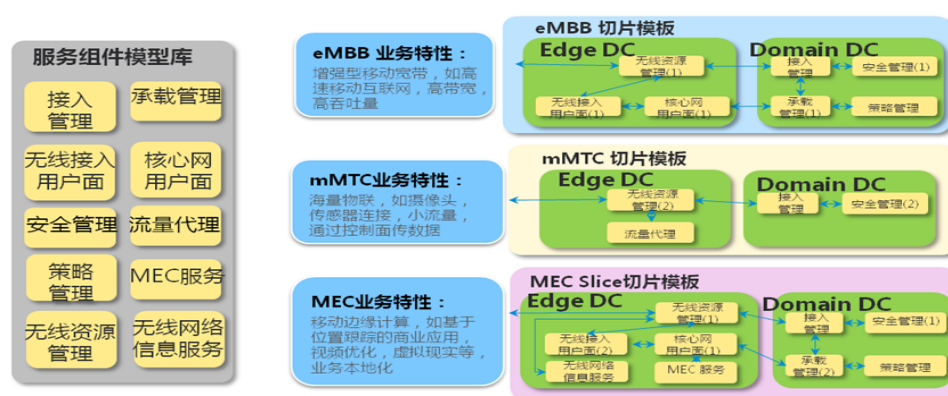 服务组件模型库
接入
管理
承载管理
无线接入
用户面
核心网
用户面
安全管理
流量代理
策略
管理
MEC服务
无线资源
管理
无线网络
信息服务
eMBB 业务特性：
增强型移动宽带，如高
速移动互联网，高带宽，
高吞吐量
eMBB 切片模板
Edge DC
无线资源
管理(1)
无线接入
用户面(1)
核心网
用户面(1)
Domain DC
接入
管理
安全管理(1)
承载
管理(1)
策略管理
mMTC业务特性：
海量物联，如摄像头，
传感器连接，小流量，
通过控制面传数据
mMTC 切片模板
Edge DC
无线资源
管理(2)
流量代理
Domain DC
接入
管理
安全管理(2)
MEC业务特性：
移动边缘计算，如基于
位置跟踪的商业应用，
视频优化，虚拟现实等，
业务本地化
MEC Slice切片模板
Edge DC
无线资源
管理(1)
无线接入
用户面(2)
核心网
用户面(1)
无线网络
信息服务
MEC 服务
Domain DC
接入
管理
安全管理(1)
承载
管理(2)
策略管理